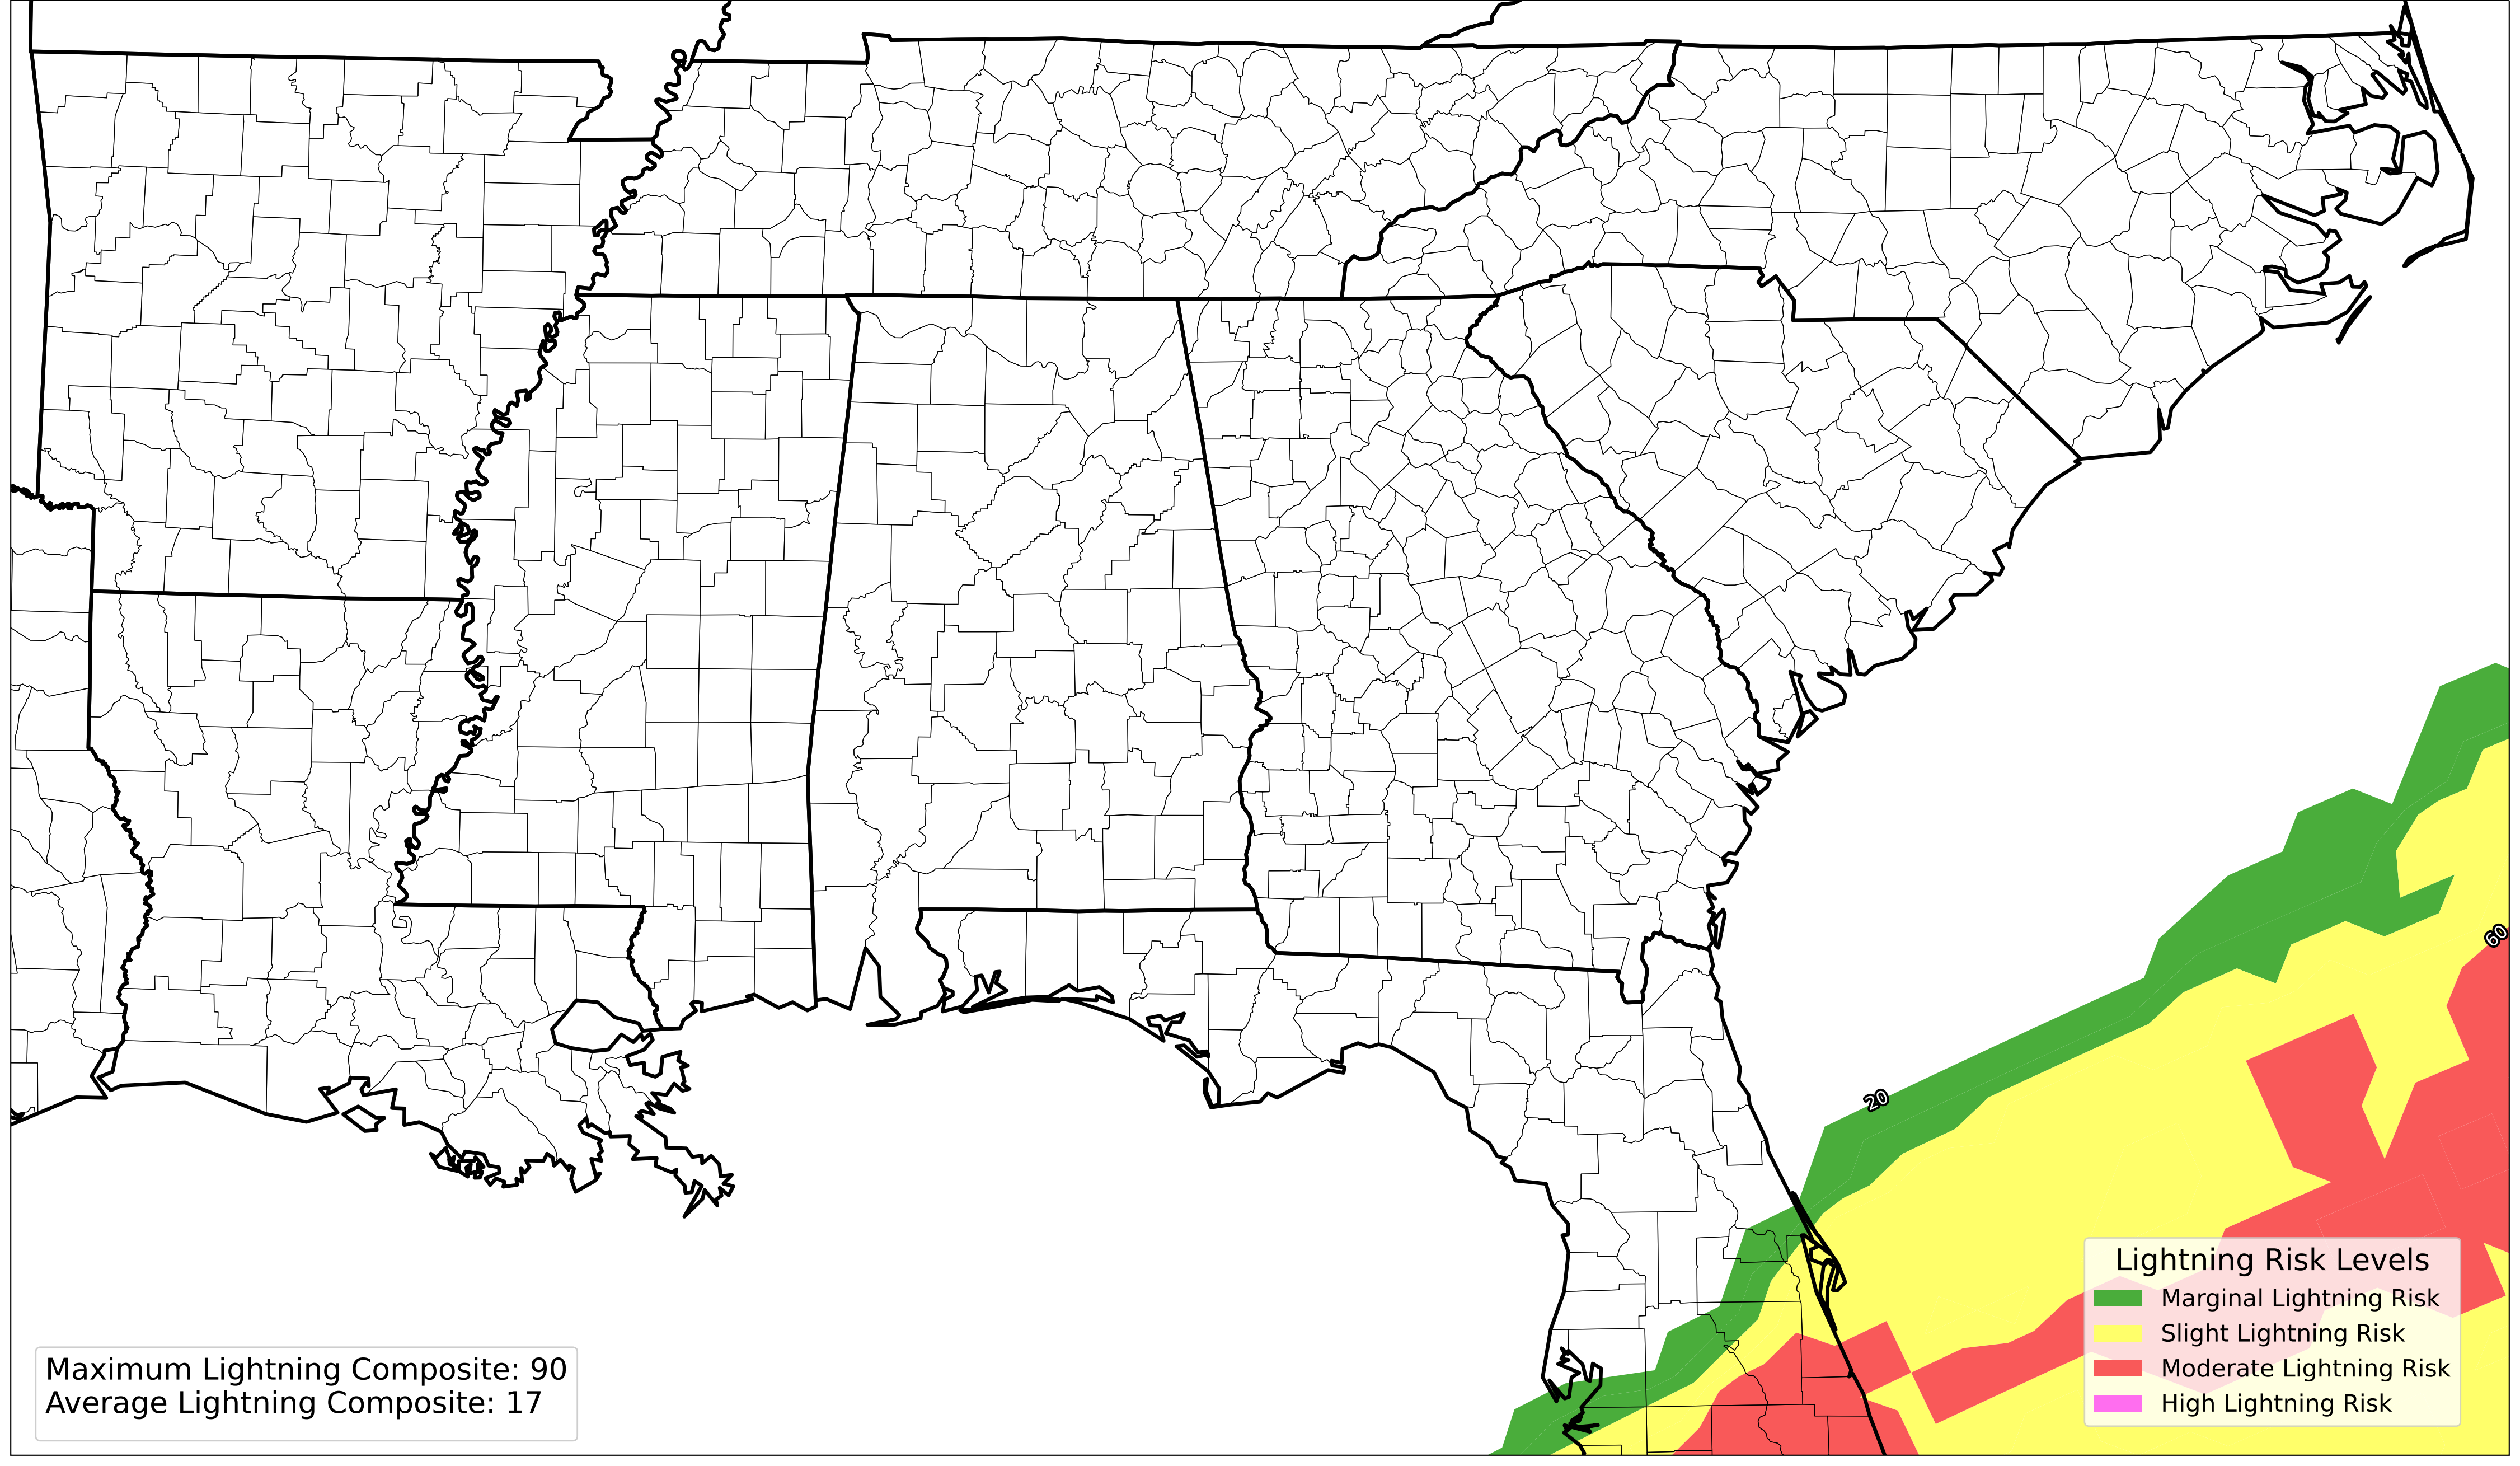 60
20
Lightning Risk Levels
Marginal Lightning Risk
Slight Lightning Risk
Moderate Lightning Risk
High Lightning Risk
Maximum Lightning Composite: 90
Average Lightning Composite: 17